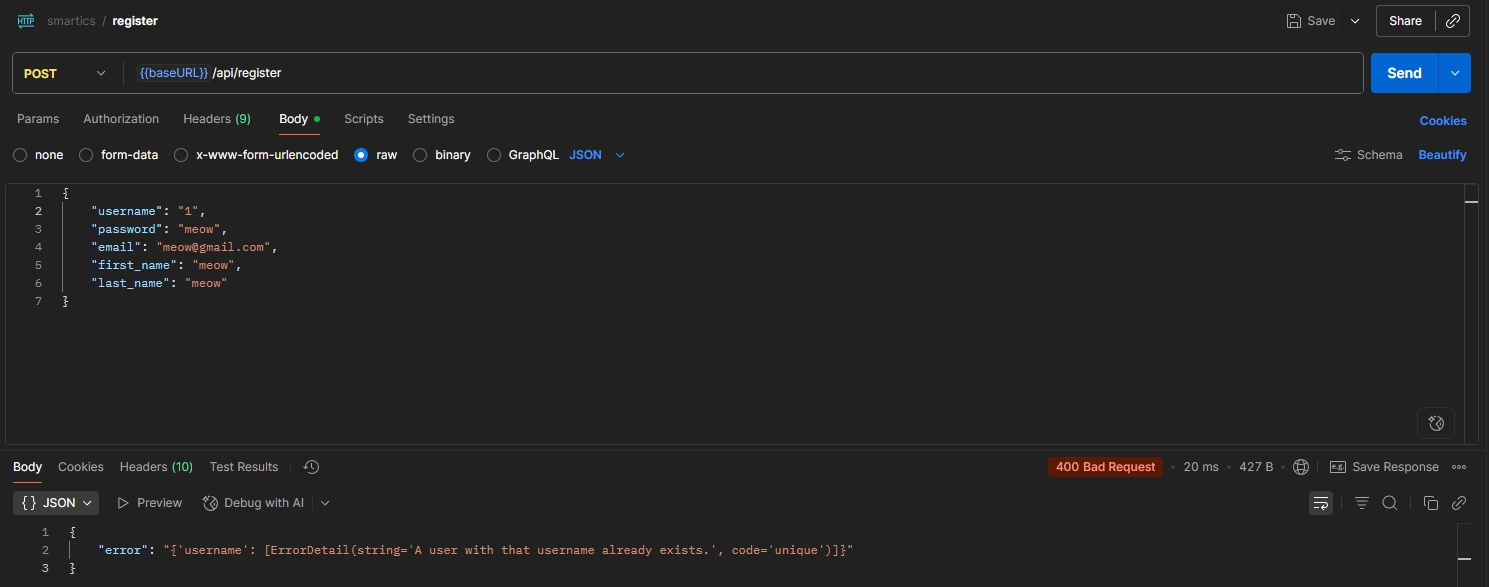 HTTP smartics / register Save Share
POST {{baseURL}} /api/register Send
Params Authorization Headers (9) Body Scripts Settings Cookies
none form-data x-www-form-urlencoded raw binary GraphQL JSON Schema Beautify
1 {
2 "username": "1",
3 "password": "meow",
4 "email": "meow@gmail.com",
5 "first_name": "meow",
6 "last_name": "meow"
7 }
Body Cookies Headers (10) Test Results 400 Bad Request • 20 ms • 427 B • e.g. Save Response
{} JSON Preview Debug with AI
1 {
2 "error": "{'username': [ErrorDetail(string='A user with that username already exists.', code='unique')]}"
3 }